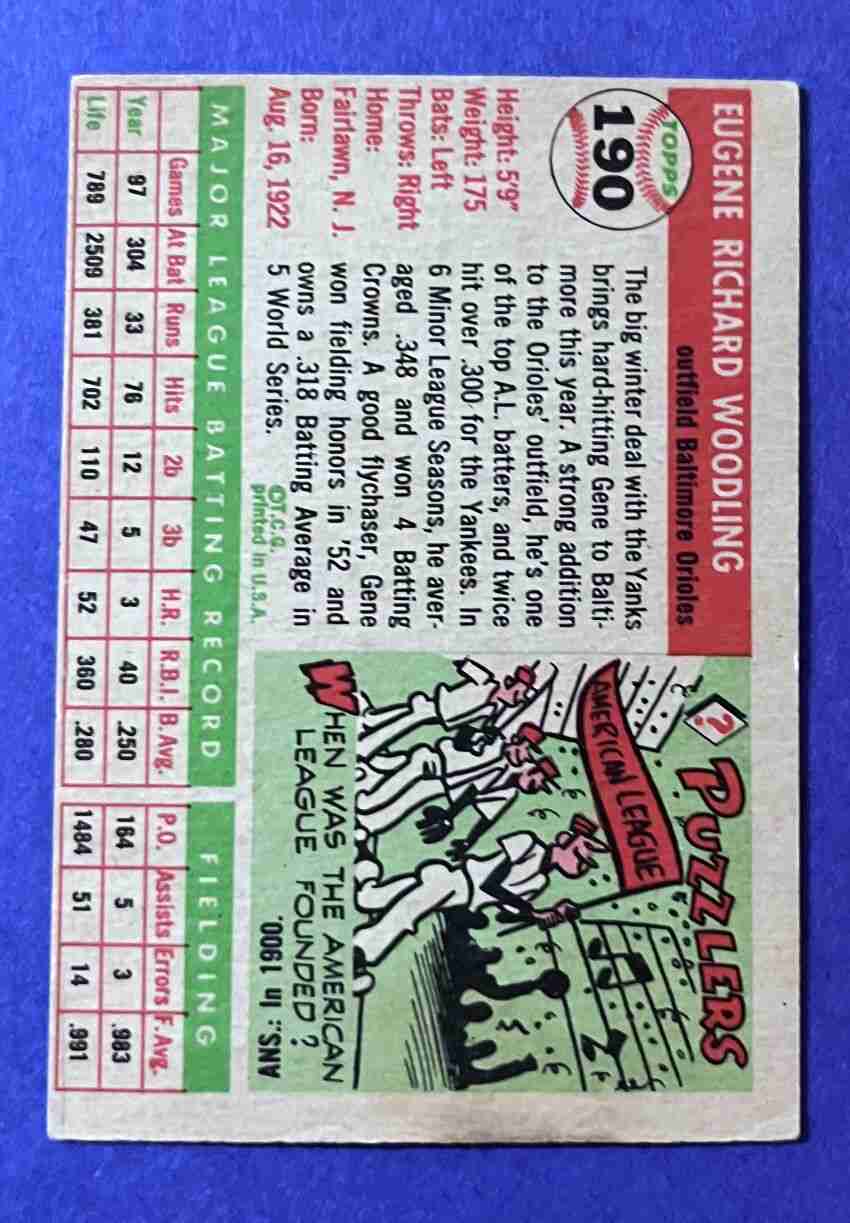 EUGENE RICHARD WOODLING
outfield Baltimore Orioles
TOPPS
190
Height: 5'9"
Weight: 175
Bats: Left
Throws: Right
Home:
Fairlawn, N. J.
Born:
Aug. 16, 1922
The big winter deal with the Yanks
brings hard-hitting Gene to Balti-
more this year. A strong addition
to the Orioles' outfield, he's one
of the top A.L. batters, and twice
hit over .300 for the Yankees. In
6 Minor League Seasons, he aver-
aged .348 and won 4 Batting
Crowns. A good flychaser, Gene
won fielding honors in '52 and
owns a .318 Batting Average in
5 World Series.
©T.C.G.
printed in U.S.A.
?
PUZZLERS
AMERICAN LEAGUE
WHEN WAS THE AMERICAN
LEAGUE FOUNDED?
ANS.: IN 1900.
MAJOR LEAGUE BATTING RECORD FIELDING
Games At Bat Runs Hits 2b 3b H.R. R.B.I. B. Avg. P.O. Assists Errors F. Avg.
Year 97 304 33 76 12 5 3 40 .250 164 5 3 .983
Life 789 2509 381 702 110 47 52 360 .280 1484 51 14 .991